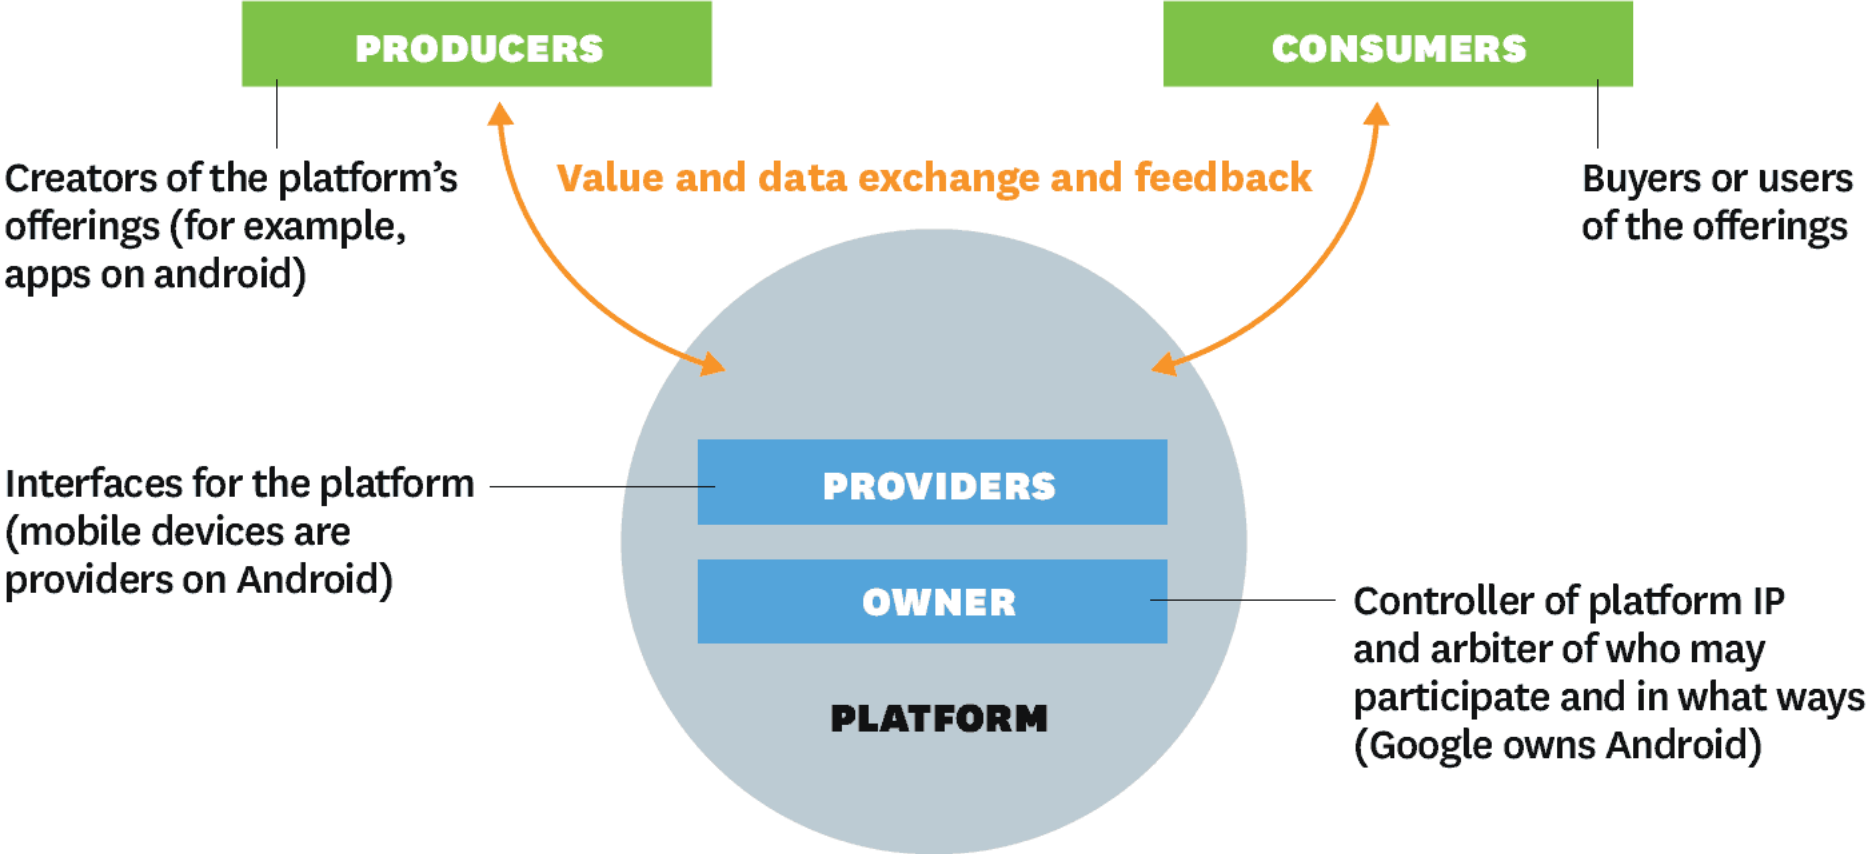 PRODUCERS
CONSUMERS
Creators of the platform’s
offerings (for example,
apps on android)
Value and data exchange and feedback
Buyers or users
of the offerings
Interfaces for the platform
(mobile devices are
providers on Android)
PROVIDERS
OWNER
Controller of platform IP
and arbiter of who may
participate and in what ways
(Google owns Android)
PLATFORM